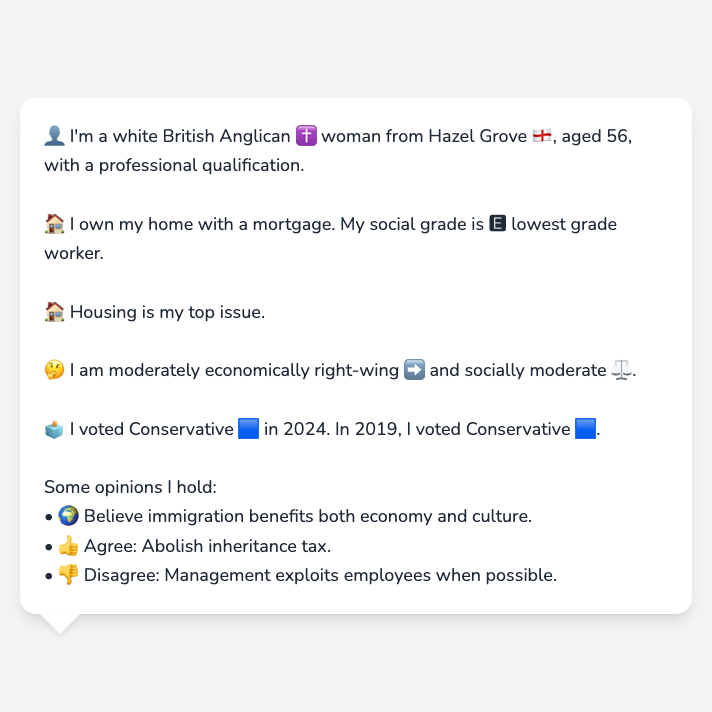 👤 I'm a white British Anglican ✝️ woman from Hazel Grove 🏴󠁧󠁢󠁥󠁮󠁧󠁿, aged 56,
with a professional qualification.
🏠 I own my home with a mortgage. My social grade is 🅴 lowest grade
worker.
🏠 Housing is my top issue.
🤔 I am moderately economically right-wing ➡️ and socially moderate ⚖️.
🗳️ I voted Conservative 🟦 in 2024. In 2019, I voted Conservative 🟦.
Some opinions I hold:
• 🌍 Believe immigration benefits both economy and culture.
• 👍 Agree: Abolish inheritance tax.
• 👎 Disagree: Management exploits employees when possible.